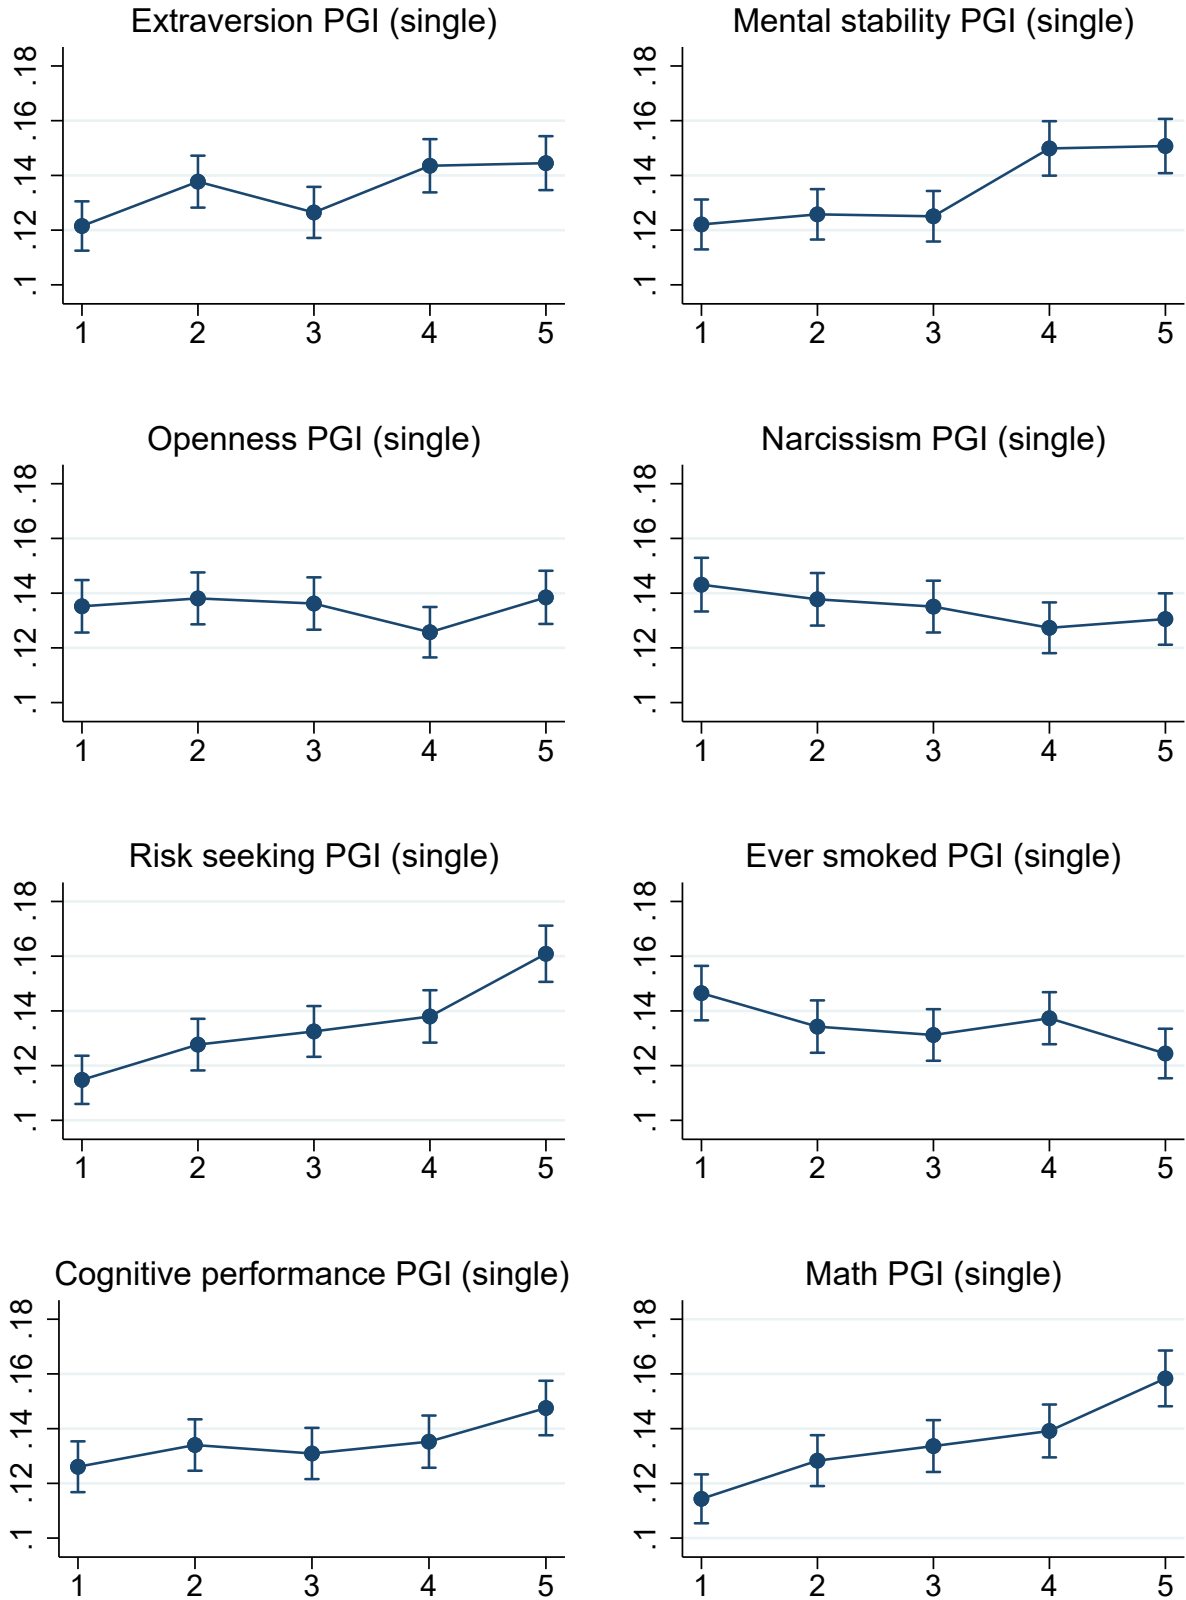 Extraversion PGI (single)
.18
.16
.14
.12
.1
1 2 3 4 5
Mental stability PGI (single)
.18
.16
.14
.12
.1
1 2 3 4 5
Openness PGI (single)
.18
.16
.14
.12
.1
1 2 3 4 5
Narcissism PGI (single)
.18
.16
.14
.12
.1
1 2 3 4 5
Risk seeking PGI (single)
.18
.16
.14
.12
.1
1 2 3 4 5
Ever smoked PGI (single)
.18
.16
.14
.12
.1
1 2 3 4 5
Cognitive performance PGI (single)
.18
.16
.14
.12
.1
1 2 3 4 5
Math PGI (single)
.18
.16
.14
.12
.1
1 2 3 4 5